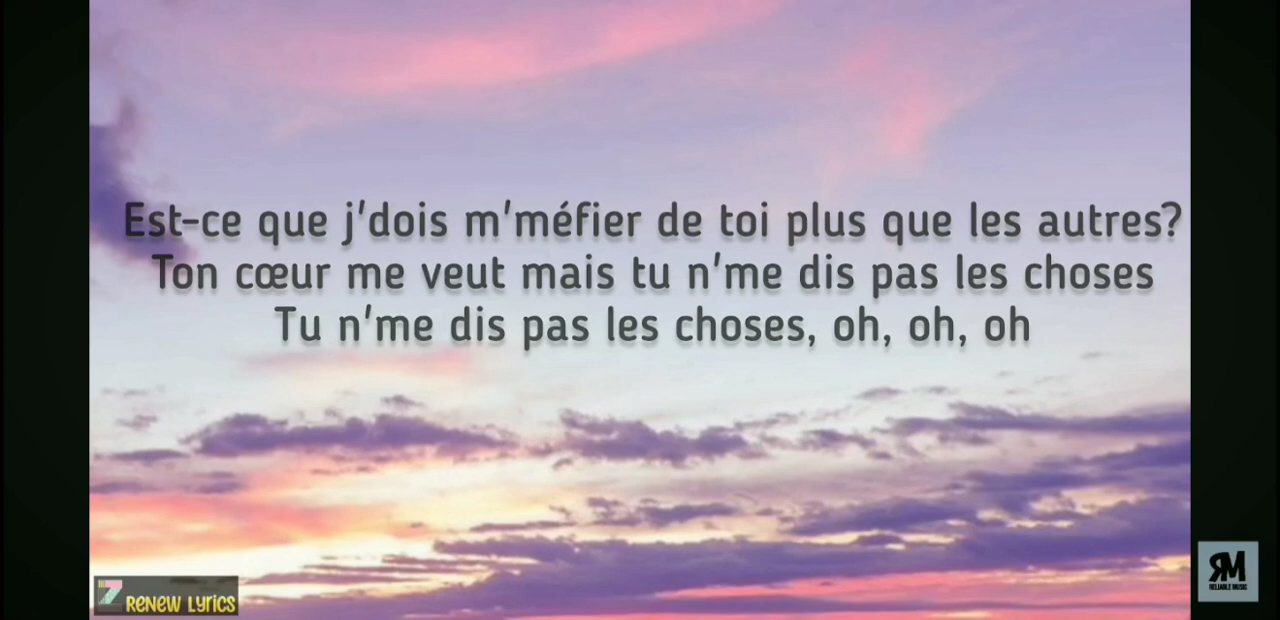 Est-ce que j'dois m'méfier de toi plus que les autres?
Ton cœur me veut mais tu n'me dis pas les choses
Tu n'me dis pas les choses, oh, oh, oh
RENEW LYRICS
RM
RELIABLE MUSIC